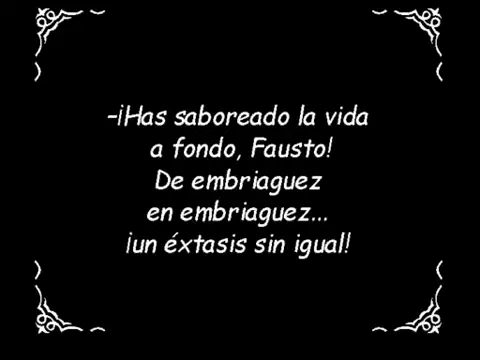 -¡Has saboreado la vida
a fondo, Fausto!
De embriaguez
en embriaguez...
¡un éxtasis sin igual!